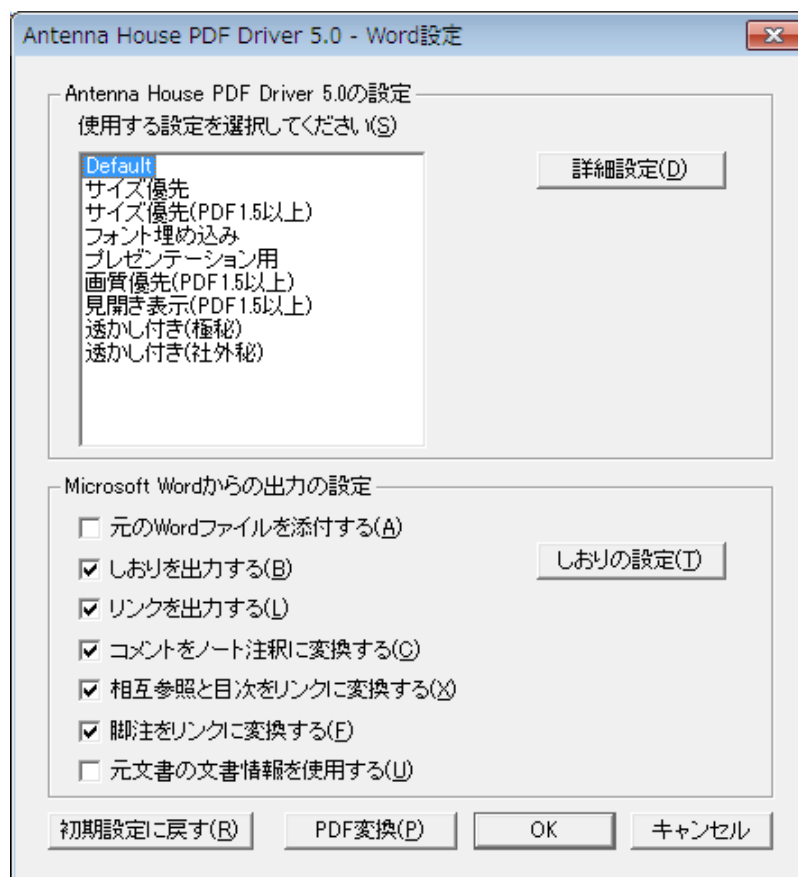 Antenna House PDF Driver 5.0 - Word設定
Antenna House PDF Driver 5.0の設定
使用する設定を選択してください(S)
Default
サイズ優先
サイズ優先(PDF1.5以上)
フォント埋め込み
プレゼンテーション用
画質優先(PDF1.5以上)
見開き表示(PDF1.5以上)
透かし付き(極秘)
透かし付き(社外秘)
詳細設定(D)
Microsoft Wordからの出力の設定
元のWordファイルを添付する(A)
しおりを出力する(B)
しおりの設定(T)
リンクを出力する(L)
コメントをノート注釈に変換する(C)
相互参照と目次をリンクに変換する(X)
脚注をリンクに変換する(F)
元文書の文書情報を使用する(U)
初期設定に戻す(R)
PDF変換(P)
OK
キャンセル